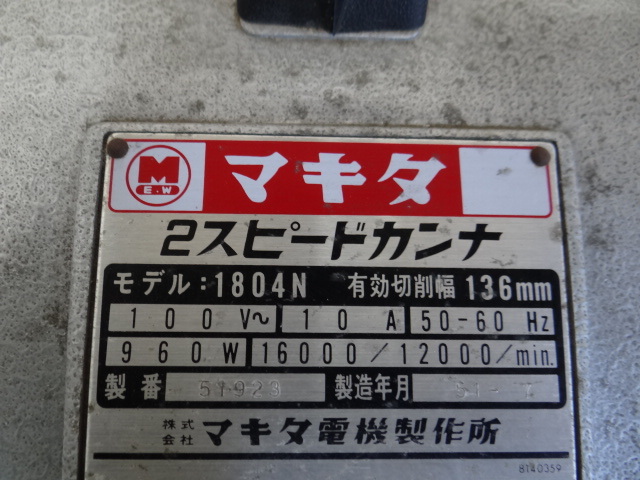 M
E.W
マキタ
2スピードカンナ
モデル:1804N 有効切削幅 136mm
100V〜 10A 50-60Hz
960W 16000/12000/min.
製番 51923 製造年月
株式会社 マキタ電機製作所
8140359